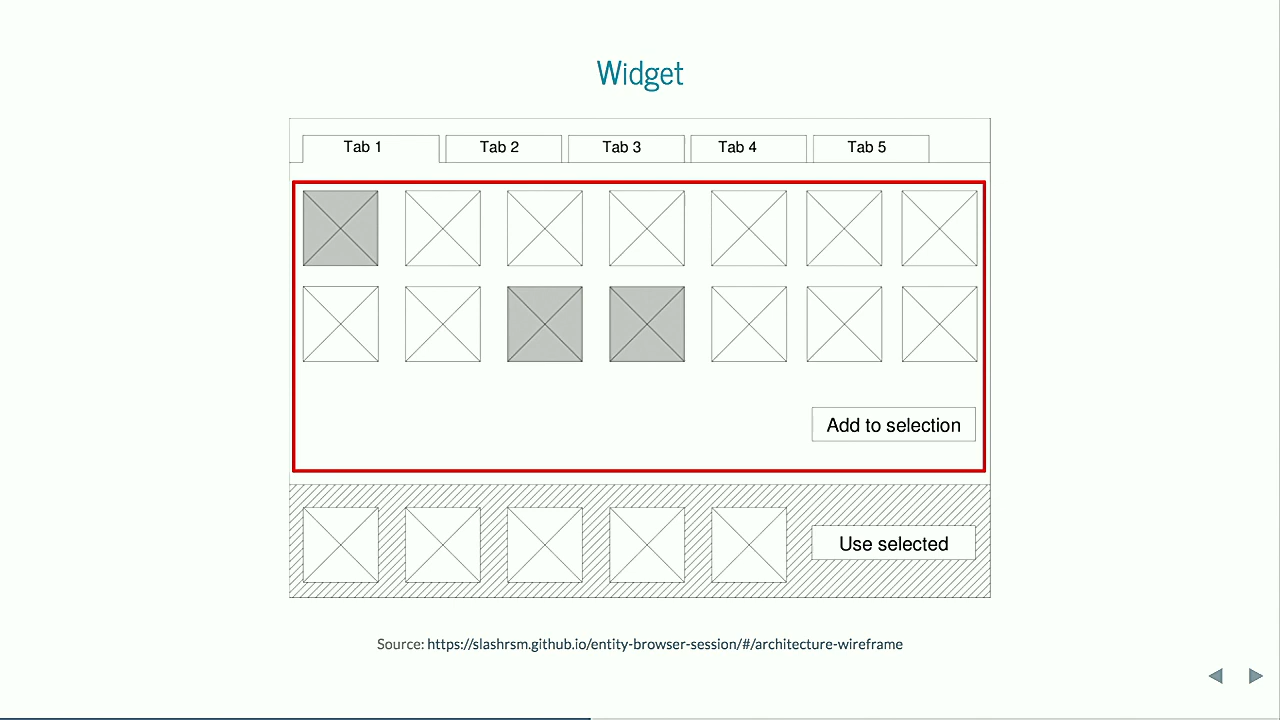 Widget
Tab 1 Tab 2 Tab 3 Tab 4 Tab 5
Add to selection
Use selected
Source: https://slashrsm.github.io/entity-browser-session/#/architecture-wireframe